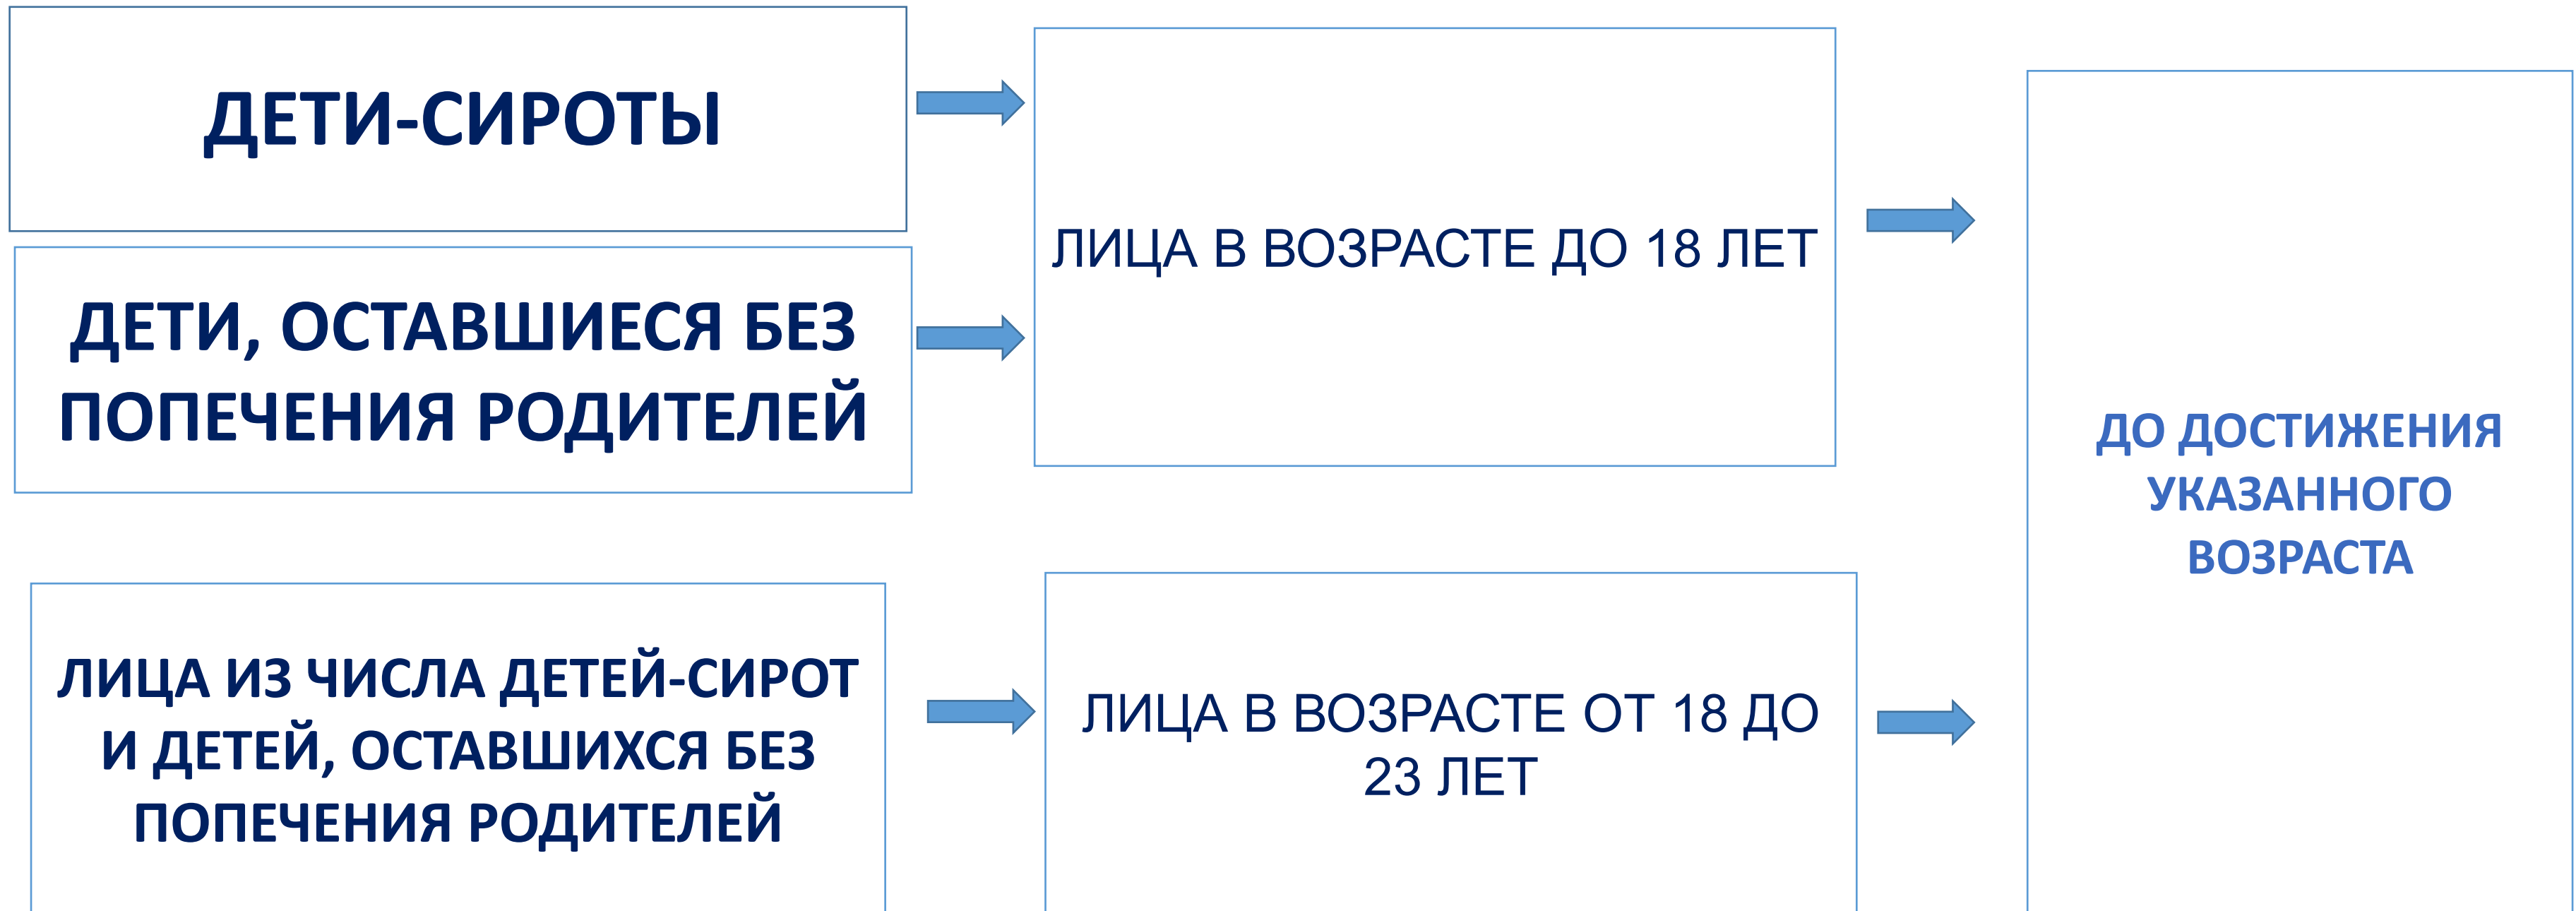 ДЕТИ-СИРОТЫ
ЛИЦА В ВОЗРАСТЕ ДО 18 ЛЕТ
ДЕТИ, ОСТАВШИЕСЯ БЕЗ
ПОПЕЧЕНИЯ РОДИТЕЛЕЙ
ДО ДОСТИЖЕНИЯ
УКАЗАННОГО
ВОЗРАСТА
ЛИЦА ИЗ ЧИСЛА ДЕТЕЙ-СИРОТ
И ДЕТЕЙ, ОСТАВШИХСЯ БЕЗ
ПОПЕЧЕНИЯ РОДИТЕЛЕЙ
ЛИЦА В ВОЗРАСТЕ ОТ 18 ДО
23 ЛЕТ